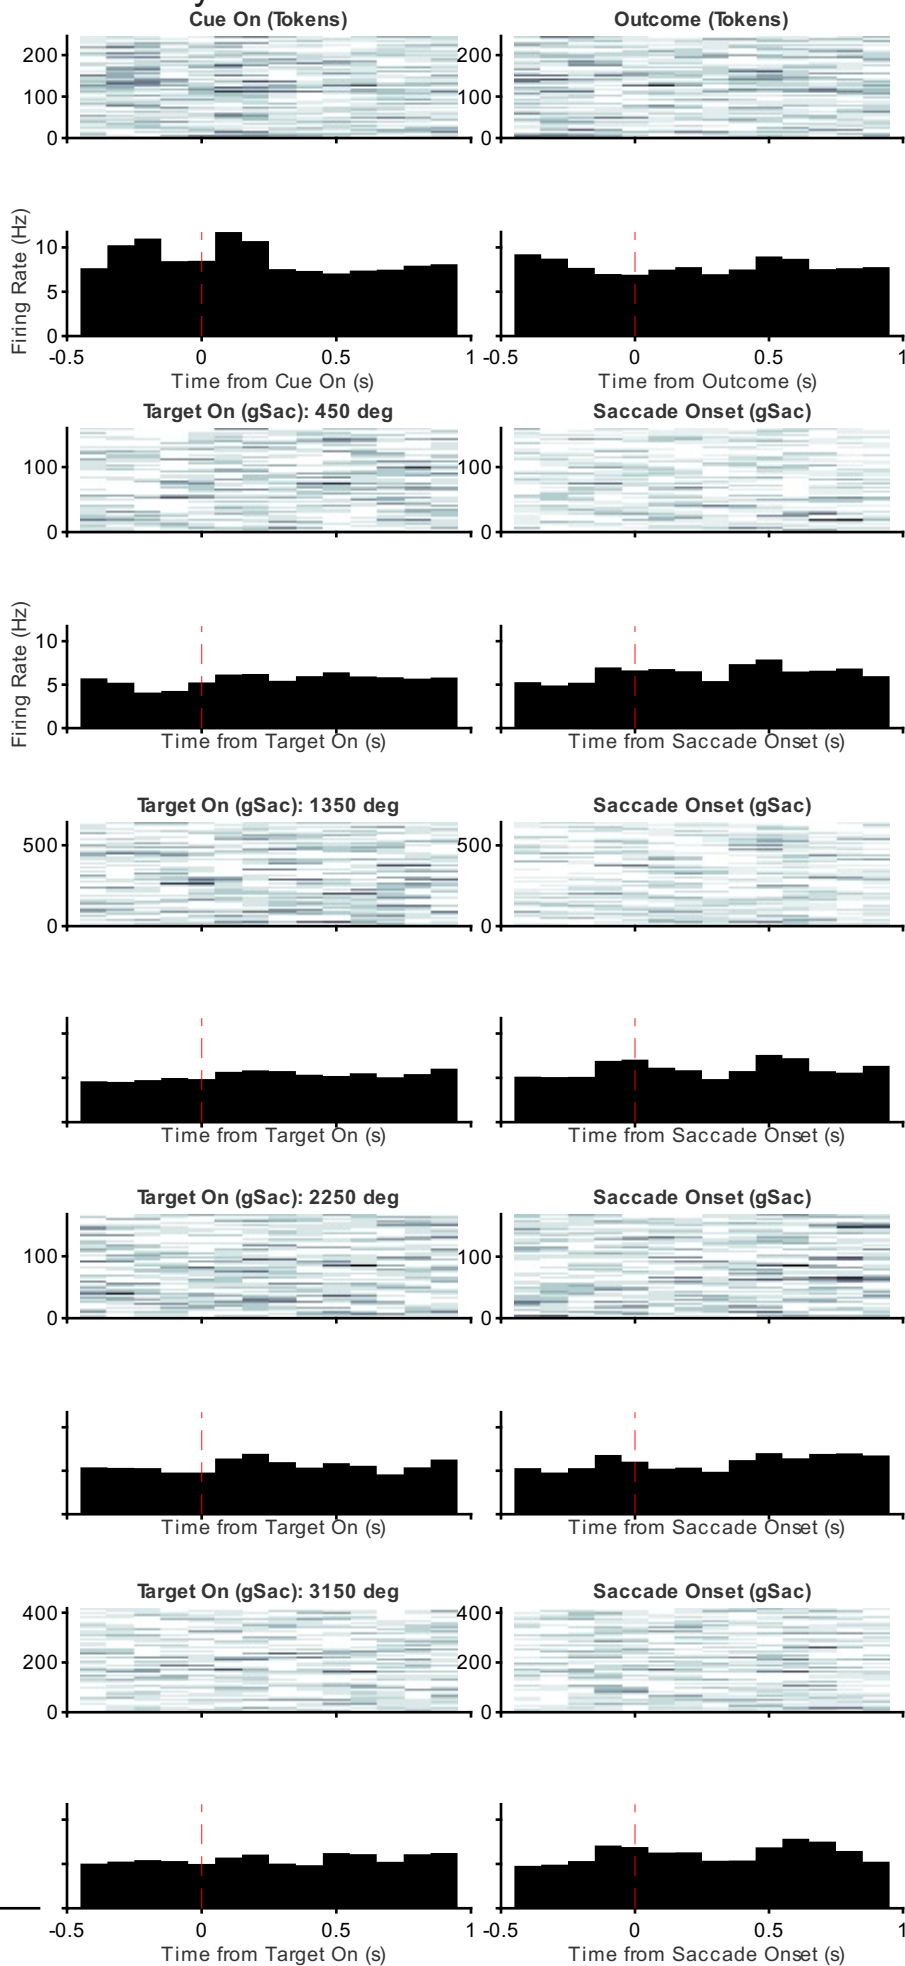 Cue On (Tokens) Outcome (Tokens)
200 200
100 100
0 0
Firing Rate (Hz)
10
5
0
-0.5 0 0.5 1 -0.5 0 0.5 1
Time from Cue On (s) Time from Outcome (s)
Target On (gSac): 450 deg Saccade Onset (gSac)
100 100
0 0
Firing Rate (Hz)
10
5
0
Time from Target On (s) Time from Saccade Onset (s)
Target On (gSac): 1350 deg Saccade Onset (gSac)
500 500
0 0
Time from Target On (s) Time from Saccade Onset (s)
Target On (gSac): 2250 deg Saccade Onset (gSac)
100 100
0 0
Time from Target On (s) Time from Saccade Onset (s)
Target On (gSac): 3150 deg Saccade Onset (gSac)
400 400
200 200
0 0
-0.5 0 0.5 1 -0.5 0 0.5 1
Time from Target On (s) Time from Saccade Onset (s)